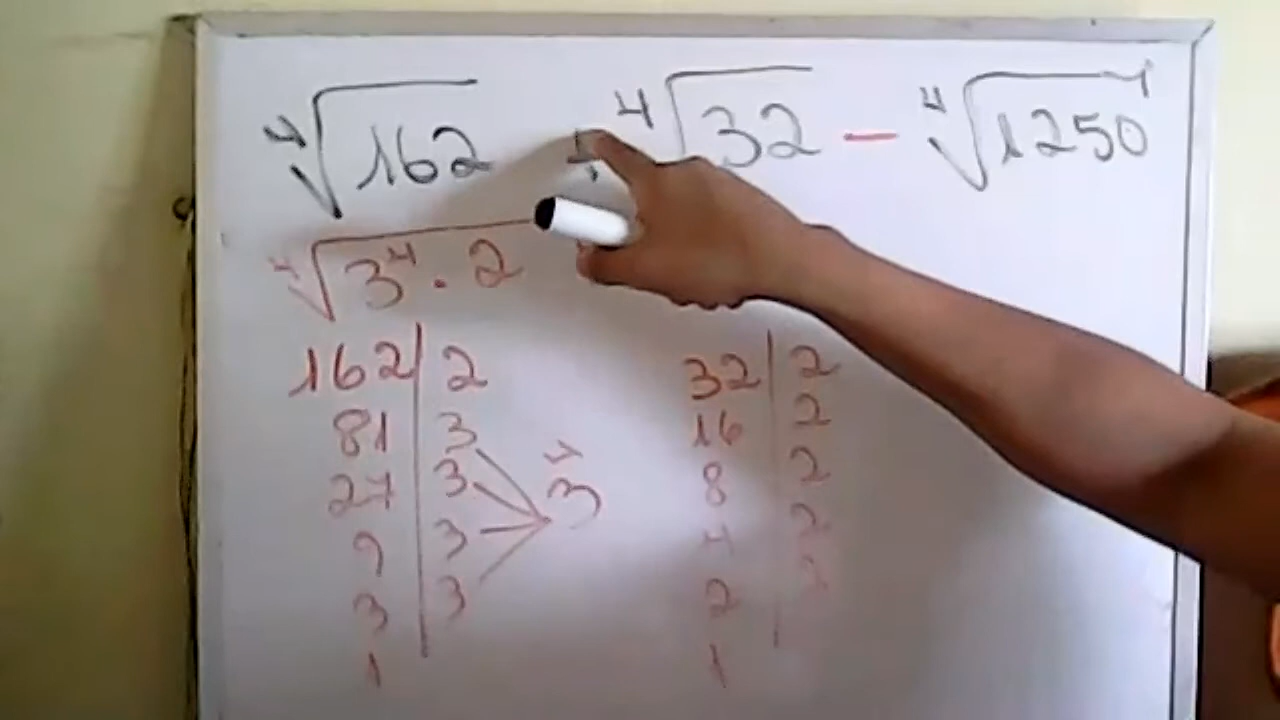 ⁴√162 + ⁴√32 − ⁴√1250
⁴√3⁴ · 2
162 | 2
81 | 3
27 | 3 3⁴
9 | 3
3 | 3
1
32 | 2
16 | 2
8 | 2
4 | 2
2 | 2
1